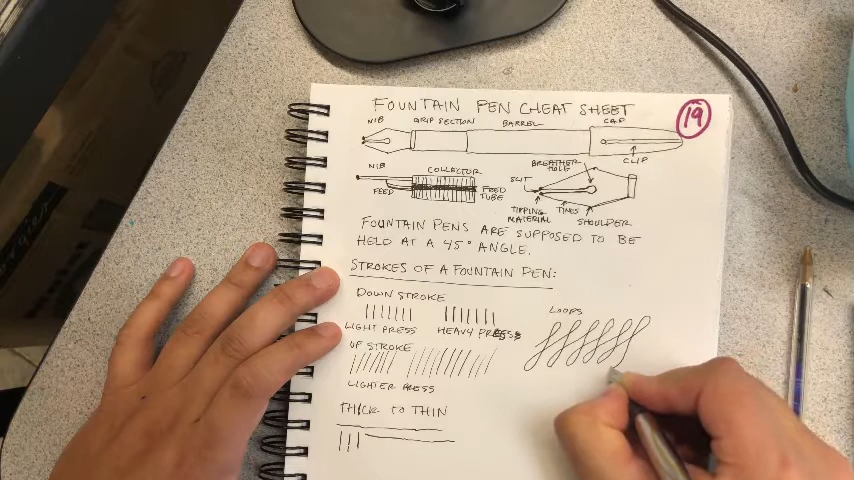 FOUNTAIN PEN CHEAT SHEET
19
NIB GRIP SECTION BARREL CAP
CLIP
NIB COLLECTOR
FEED FEED TUBE
BREATHER HOLE
SLIT
TIPPING MATERIAL TINES SHOULDER
FOUNTAIN PENS ARE SUPPOSED TO BE
HELD AT A 45° ANGLE.
STROKES OF A FOUNTAIN PEN:
DOWN STROKE
LIGHT PRESS HEAVY PRESS
LOOPS
UP STROKE
LIGHTER PRESS
THICK TO THIN